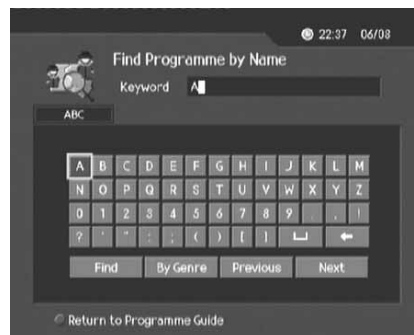 22:37 06/08
Find Programme by Name
Keyword A
ABC
A B C D E F G H I J K L M
N O P Q R S T U V W X Y Z
0 1 2 3 4 5 6 7 8 9 . , !
? ' " : ; ( ) [ ]
Find By Genre Previous Next
Return to Programme Guide